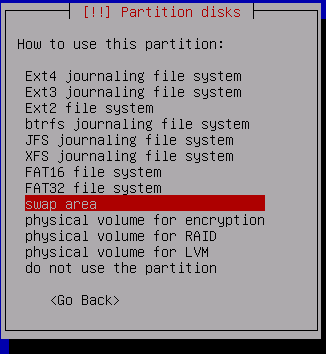 [!!] Partition disks
How to use this partition:
Ext4 journaling file system
Ext3 journaling file system
Ext2 file system
btrfs journaling file system
JFS journaling file system
XFS journaling file system
FAT16 file system
FAT32 file system
swap area
physical volume for encryption
physical volume for RAID
physical volume for LVM
do not use the partition
<Go Back>